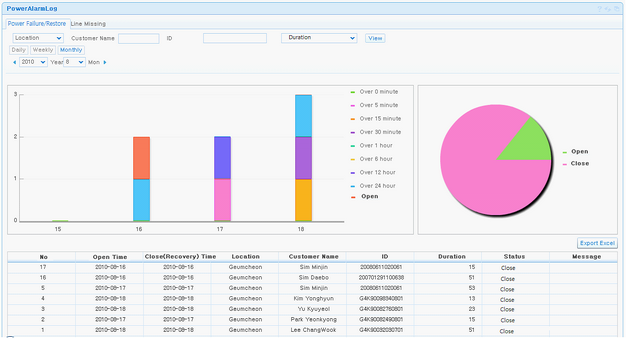 PowerAlarmLog
Power Failure/Restore Line Missing
Location Customer Name ID Duration View
Daily Weekly Monthly
2010 Year 8 Mon
3
2
1
0
15 16 17 18
Over 0 minute
Over 5 minute
Over 15 minute
Over 30 minute
Over 1 hour
Over 6 hour
Over 12 hour
Over 24 hour
Open
Open
Close
Export Excel
No Open Time Close(Recovery) Time Location Customer Name ID Duration Status Message
17 2010-08-16 2010-08-16 Geumcheon Sim Minjin 20080611020061 15 Close
16 2010-08-16 2010-08-16 Geumcheon Sim Daebo 51 Close
5 2010-08-17 2010-08-17 Geumcheon Sim Minjin 20080611020061 53 Close
4 2010-08-18 2010-08-18 Geumcheon Kim Yonghyun 13 Close
3 2010-08-18 2010-08-18 Geumcheon Yu Kyuyeol 23 Close
2 2010-08-17 2010-08-17 Geumcheon Park Yeonkyong 15 Close
1 2010-08-18 2010-08-18 Geumcheon Lee ChangWook 51 Close